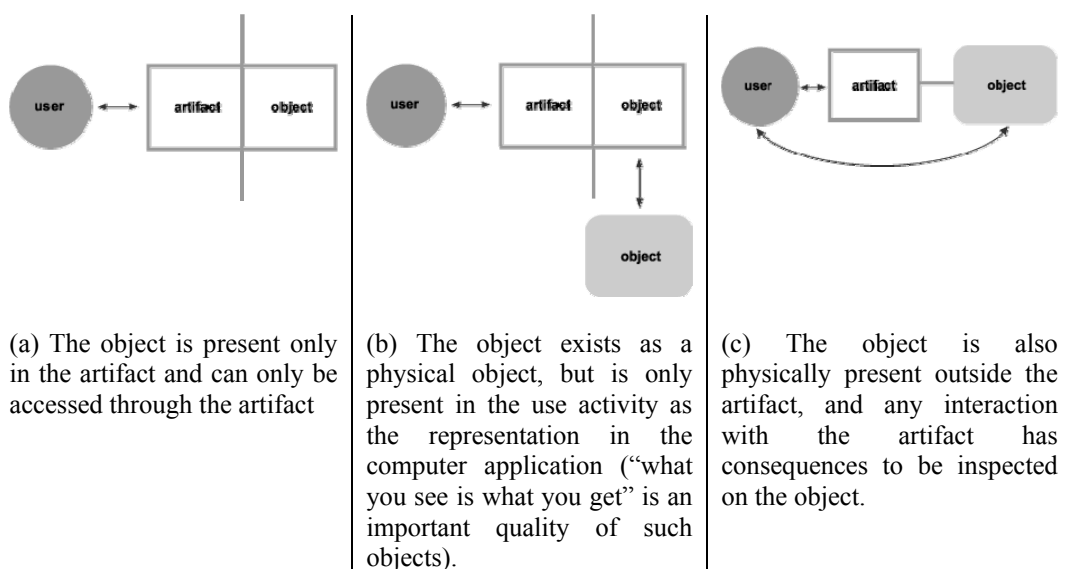 user
artifact
object
user
artifact
object
object
user
artifact
object
(a) The object is present only
in the artifact and can only be
accessed through the artifact
(b) The object exists as a
physical object, but is only
present in the use activity as
the representation in the
computer application (“what
you see is what you get” is an
important quality of such
objects).
(c) The object is also
physically present outside the
artifact, and any interaction
with the artifact has
consequences to be inspected
on the object.